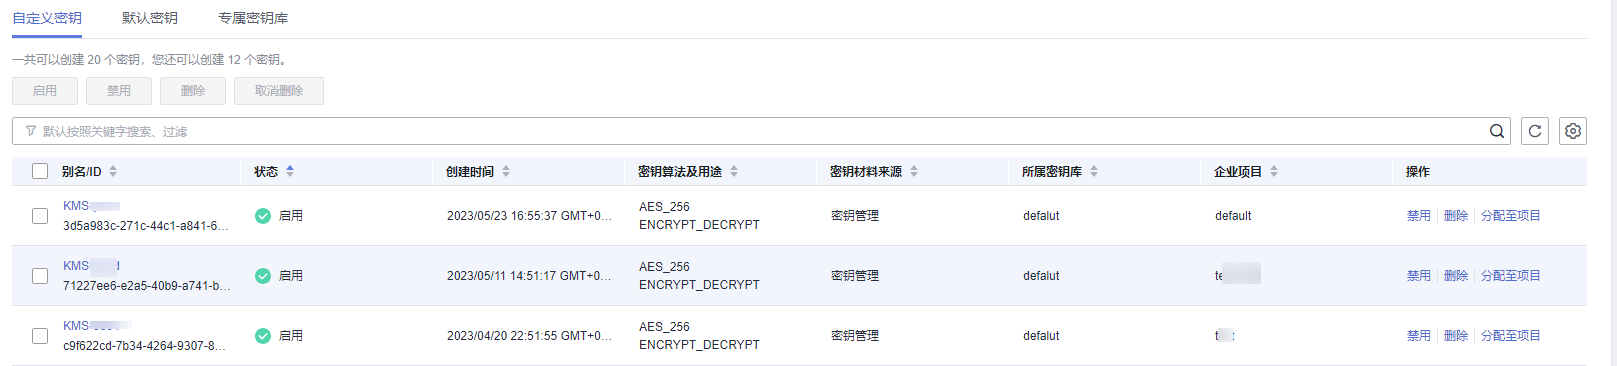 自定义密钥 默认密钥 专属密钥库
一共可以创建 20 个密钥，您还可以创建 12 个密钥。
启用 禁用 删除 取消删除
默认按照关键字搜索、过滤
别名/ID 状态 创建时间 密钥算法及用途 密钥材料来源 所属密钥库 企业项目 操作
KMS-
3d5a983c-271c-44c1-a841-6... 启用 2023/05/23 16:55:37 GMT+0... AES_256 密钥管理 defalut default 禁用 删除 分配至项目
ENCRYPT_DECRYPT
KMS
71227ee6-e2a5-40b9-a741-b... 启用 2023/05/11 14:51:17 GMT+0... AES_256 密钥管理 defalut 禁用 删除 分配至项目
ENCRYPT_DECRYPT
KMS
c9f622cd-7b34-4264-9307-8... 启用 2023/04/20 22:51:55 GMT+0... AES_256 密钥管理 defalut 禁用 删除 分配至项目
ENCRYPT_DECRYPT